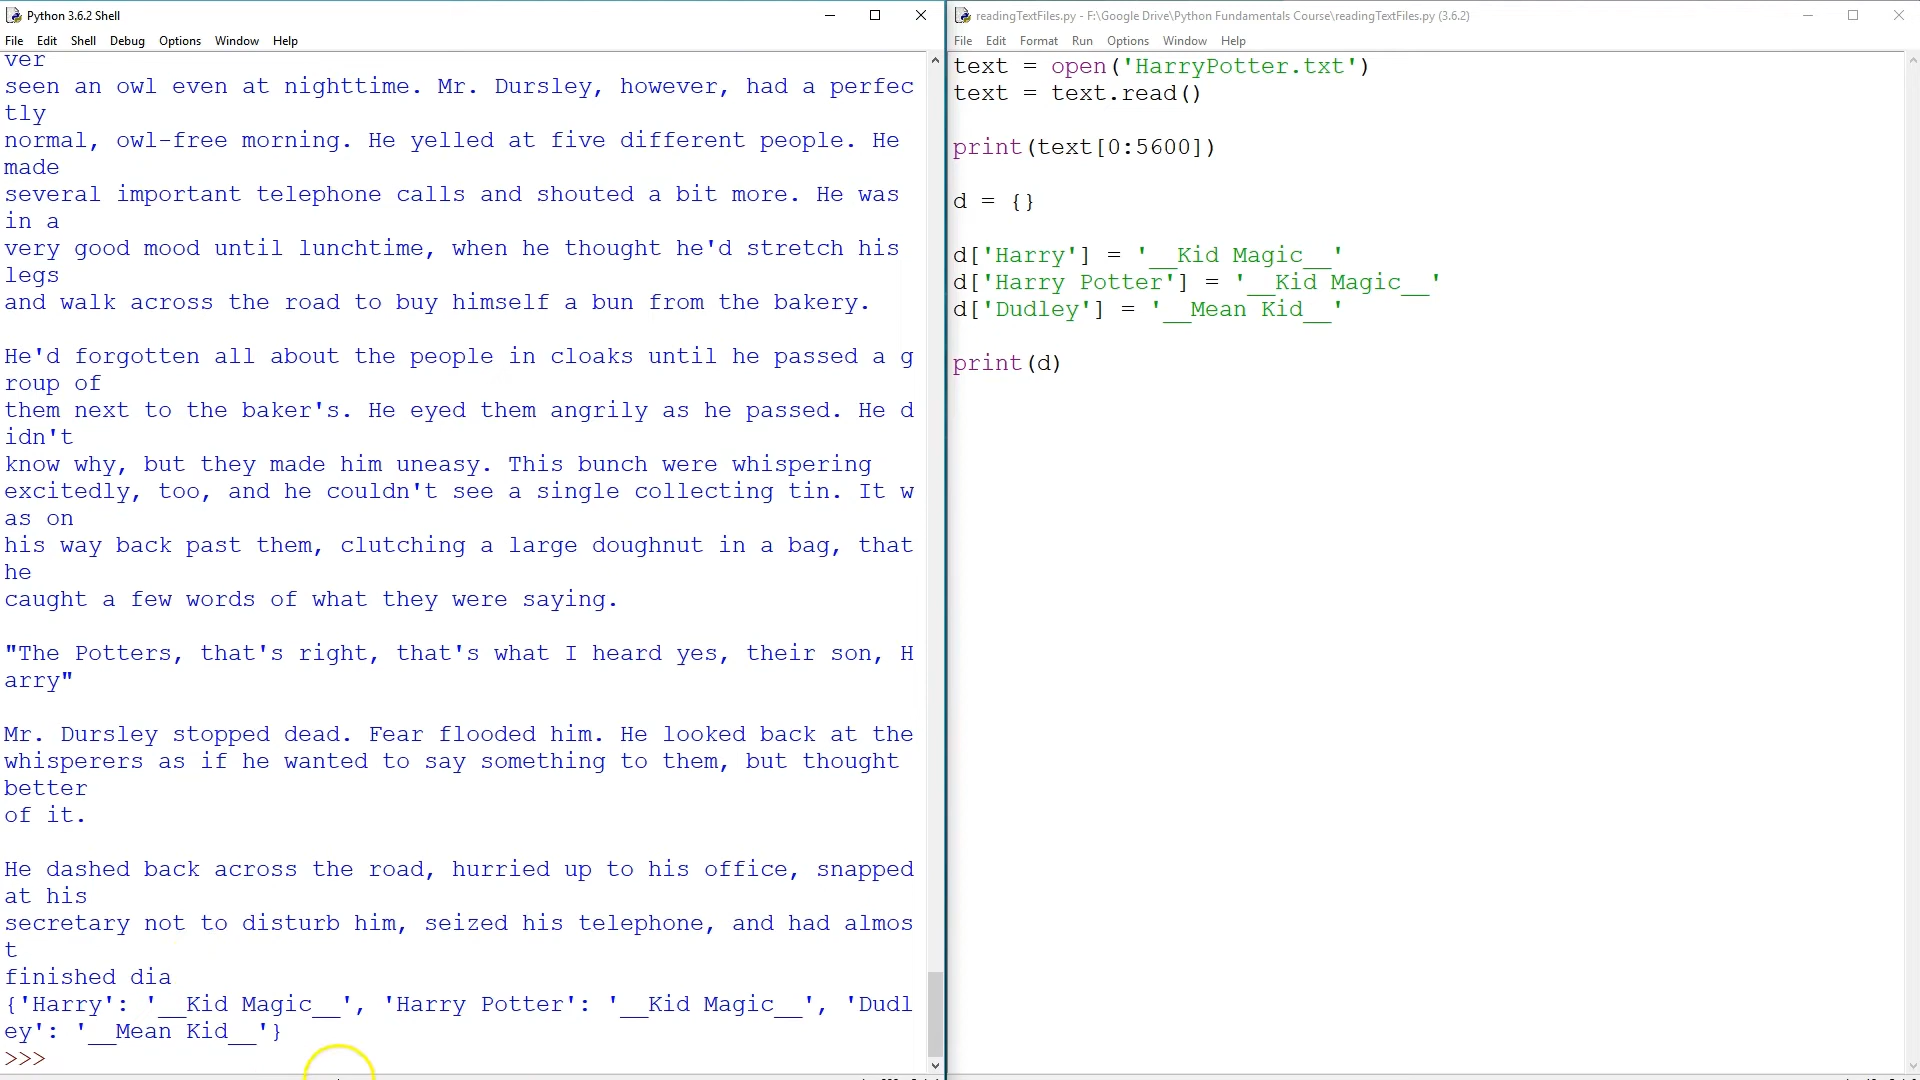 Python 3.6.2 Shell
File Edit Shell Debug Options Window Help
ver
seen an owl even at nighttime. Mr. Dursley, however, had a perfec
tly
normal, owl-free morning. He yelled at five different people. He
made
several important telephone calls and shouted a bit more. He was
in a
very good mood until lunchtime, when he thought he'd stretch his
legs
and walk across the road to buy himself a bun from the bakery.
He'd forgotten all about the people in cloaks until he passed a g
roup of
them next to the baker's. He eyed them angrily as he passed. He d
idn't
know why, but they made him uneasy. This bunch were whispering
excitedly, too, and he couldn't see a single collecting tin. It w
as on
his way back past them, clutching a large doughnut in a bag, that
he
caught a few words of what they were saying.
"The Potters, that's right, that's what I heard yes, their son, H
arry"
Mr. Dursley stopped dead. Fear flooded him. He looked back at the
whisperers as if he wanted to say something to them, but thought
better
of it.
He dashed back across the road, hurried up to his office, snapped
at his
secretary not to disturb him, seized his telephone, and had almos
t
finished dia
{'Harry': '__Kid Magic__', 'Harry Potter': '__Kid Magic__', 'Dudl
ey': '__Mean Kid__'}
>>>
readingTextFiles.py - F:\Google Drive\Python Fundamentals Course\readingTextFiles.py (3.6.2)
File Edit Format Run Options Window Help
text = open('HarryPotter.txt')
text = text.read()
print(text[0:5600])
d = {}
d['Harry'] = '__Kid Magic__'
d['Harry Potter'] = '__Kid Magic__'
d['Dudley'] = '__Mean Kid__'
print(d)